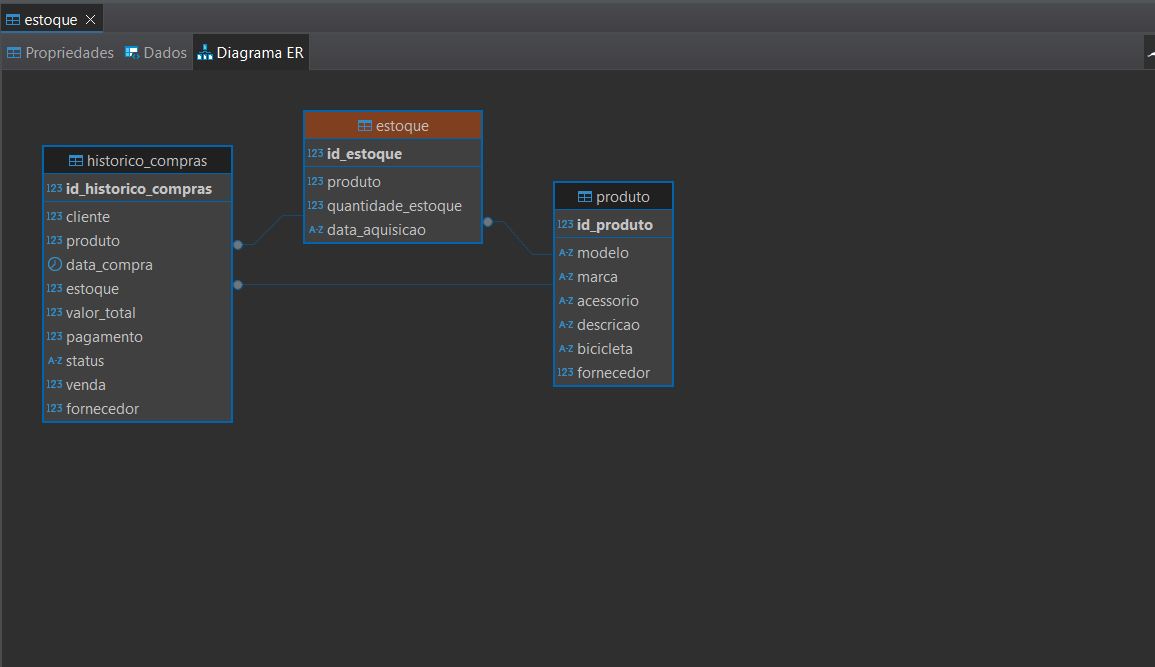 estoque
Propriedades Dados Diagrama ER
historico_compras
123 id_historico_compras
123 cliente
123 produto
data_compra
123 estoque
123 valor_total
123 pagamento
A-Z status
123 venda
123 fornecedor
estoque
123 id_estoque
123 produto
123 quantidade_estoque
A-Z data_aquisicao
produto
123 id_produto
A-Z modelo
A-Z marca
A-Z acessorio
A-Z descricao
A-Z bicicleta
123 fornecedor